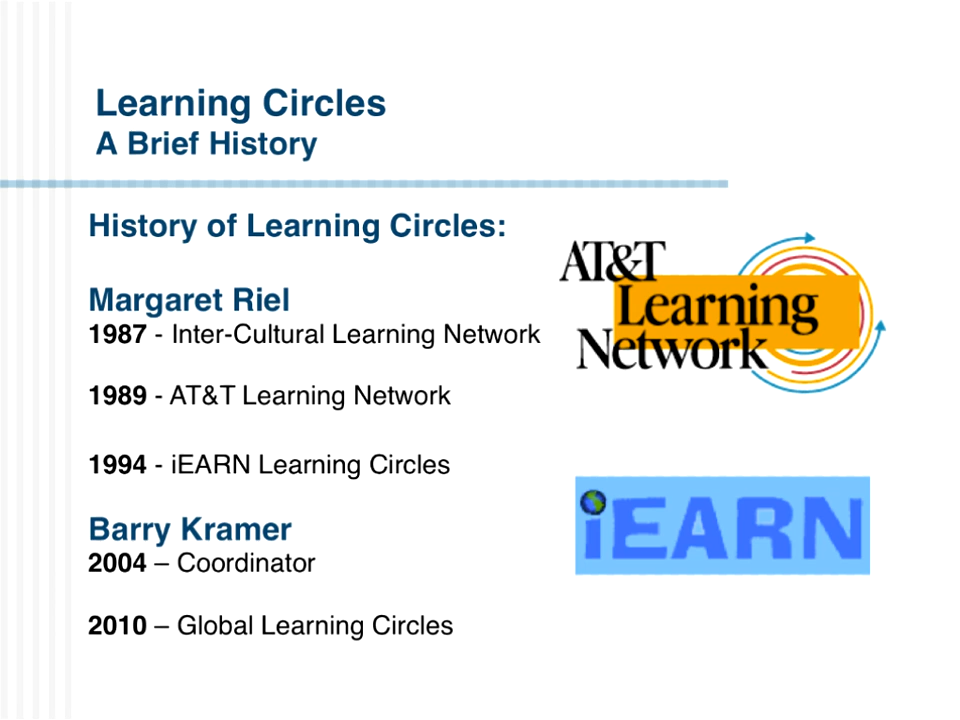 Learning Circles
A Brief History
History of Learning Circles:
Margaret Riel
1987 - Inter-Cultural Learning Network
1989 - AT&T Learning Network
1994 - iEARN Learning Circles
Barry Kramer
2004 – Coordinator
2010 – Global Learning Circles
AT&T
Learning
Network
iEARN